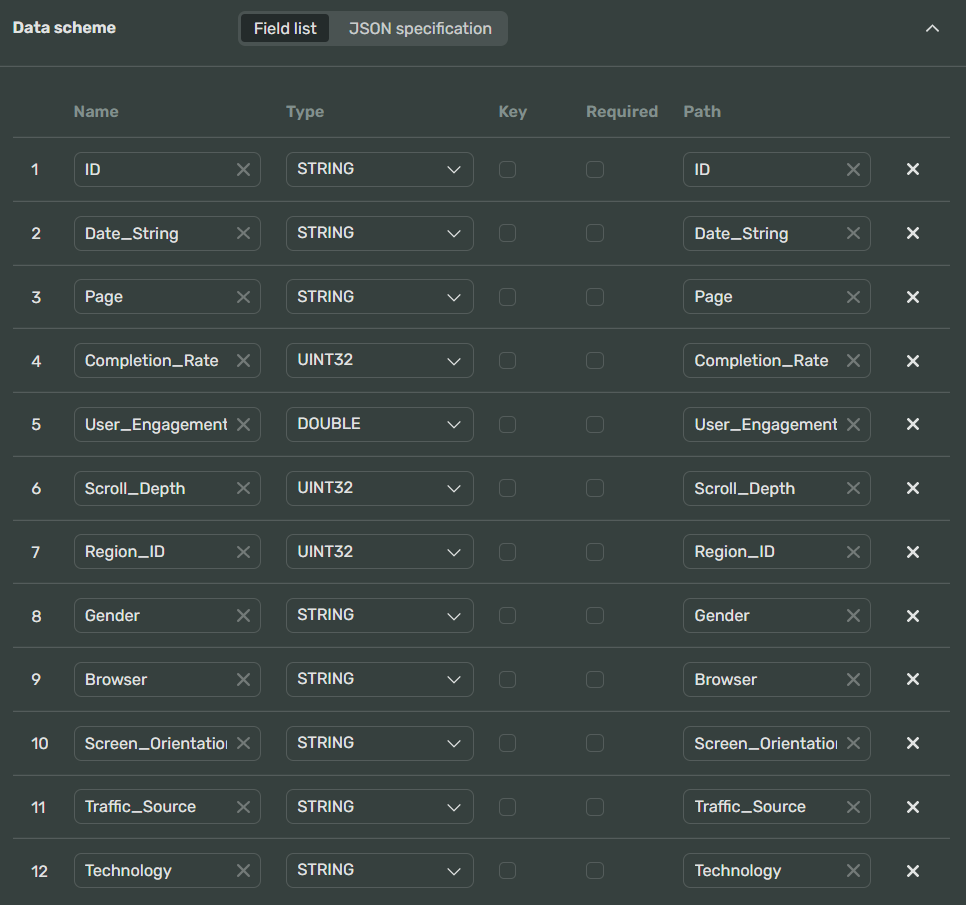 Data scheme Field list JSON specification
Name Type Key Required Path
1 ID STRING ID
2 Date_String STRING Date_String
3 Page STRING Page
4 Completion_Rate UINT32 Completion_Rate
5 User_Engagement DOUBLE User_Engagement
6 Scroll_Depth UINT32 Scroll_Depth
7 Region_ID UINT32 Region_ID
8 Gender STRING Gender
9 Browser STRING Browser
10 Screen_Orientation STRING Screen_Orientation
11 Traffic_Source STRING Traffic_Source
12 Technology STRING Technology